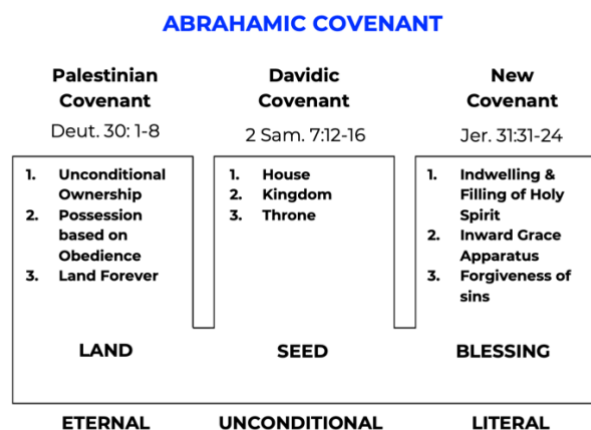 ABRAHAMIC COVENANT
Palestinian
Covenant
Deut. 30: 1-8
1. Unconditional
Ownership
2. Possession
based on
Obedience
3. Land Forever
LAND
Davidic
Covenant
2 Sam. 7:12-16
1. House
2. Kingdom
3. Throne
SEED
New
Covenant
Jer. 31:31-24
1. Indwelling &
Filling of Holy
Spirit
2. Inward Grace
Apparatus
3. Forgiveness of
sins
BLESSING
ETERNAL
UNCONDITIONAL
LITERAL